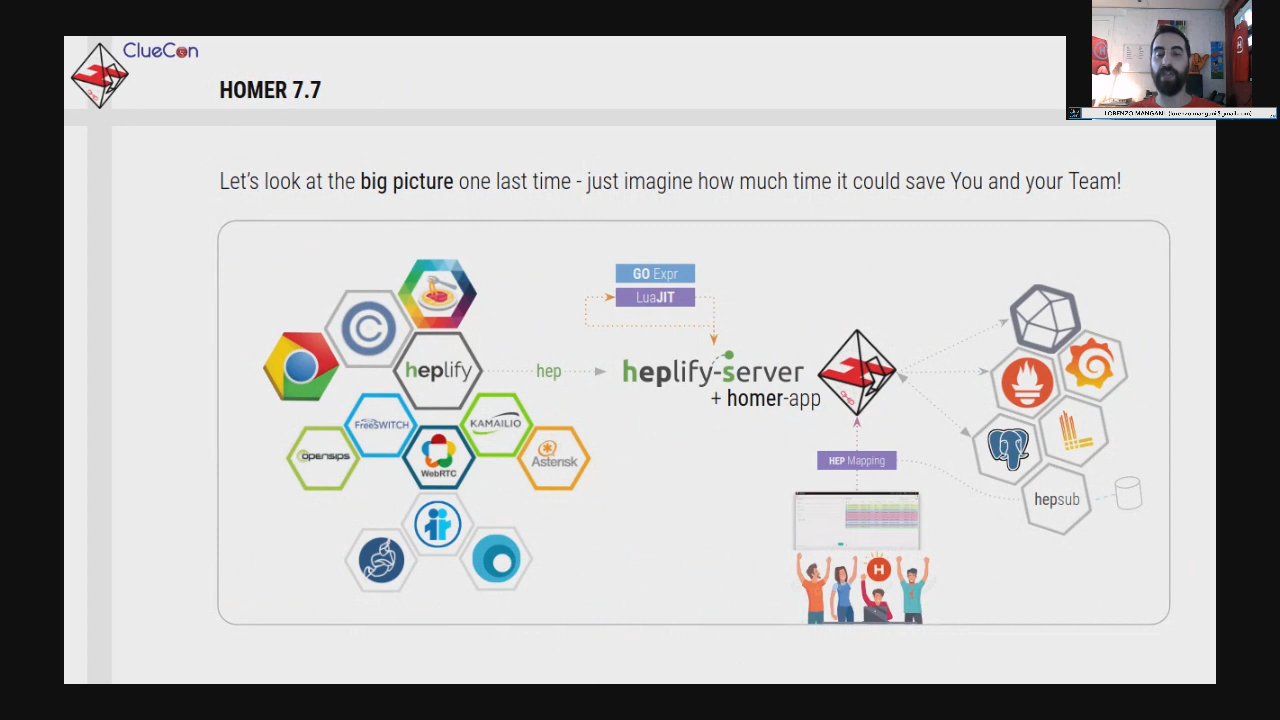 ClueCon
HOMER 7.7
LORENZO MANGANI
Let's look at the big picture one last time - just imagine how much time it could save You and your Team!
GO Expr
LuaJIT
heplify
hep
heplify-server
+ homer-app
FreeSWITCH
KAMAILIO
OPENSIPS
WebRTC
Asterisk
HEP Mapping
hepsub
H